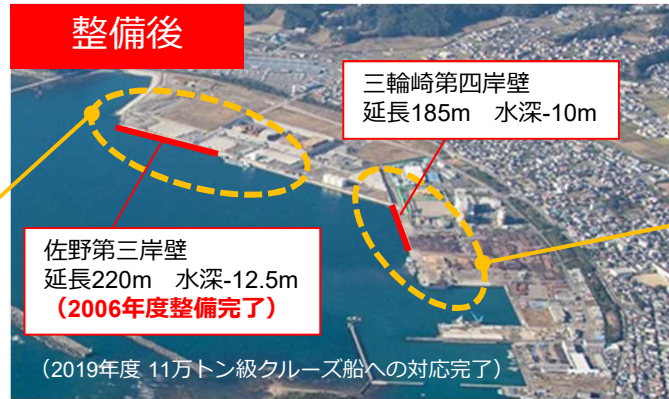 整備後
三輪崎第四岸壁
延長185m 水深-10m
佐野第三岸壁
延長220m 水深-12.5m
（2006年度整備完了）
（2019年度 11万トン級クルーズ船への対応完了）